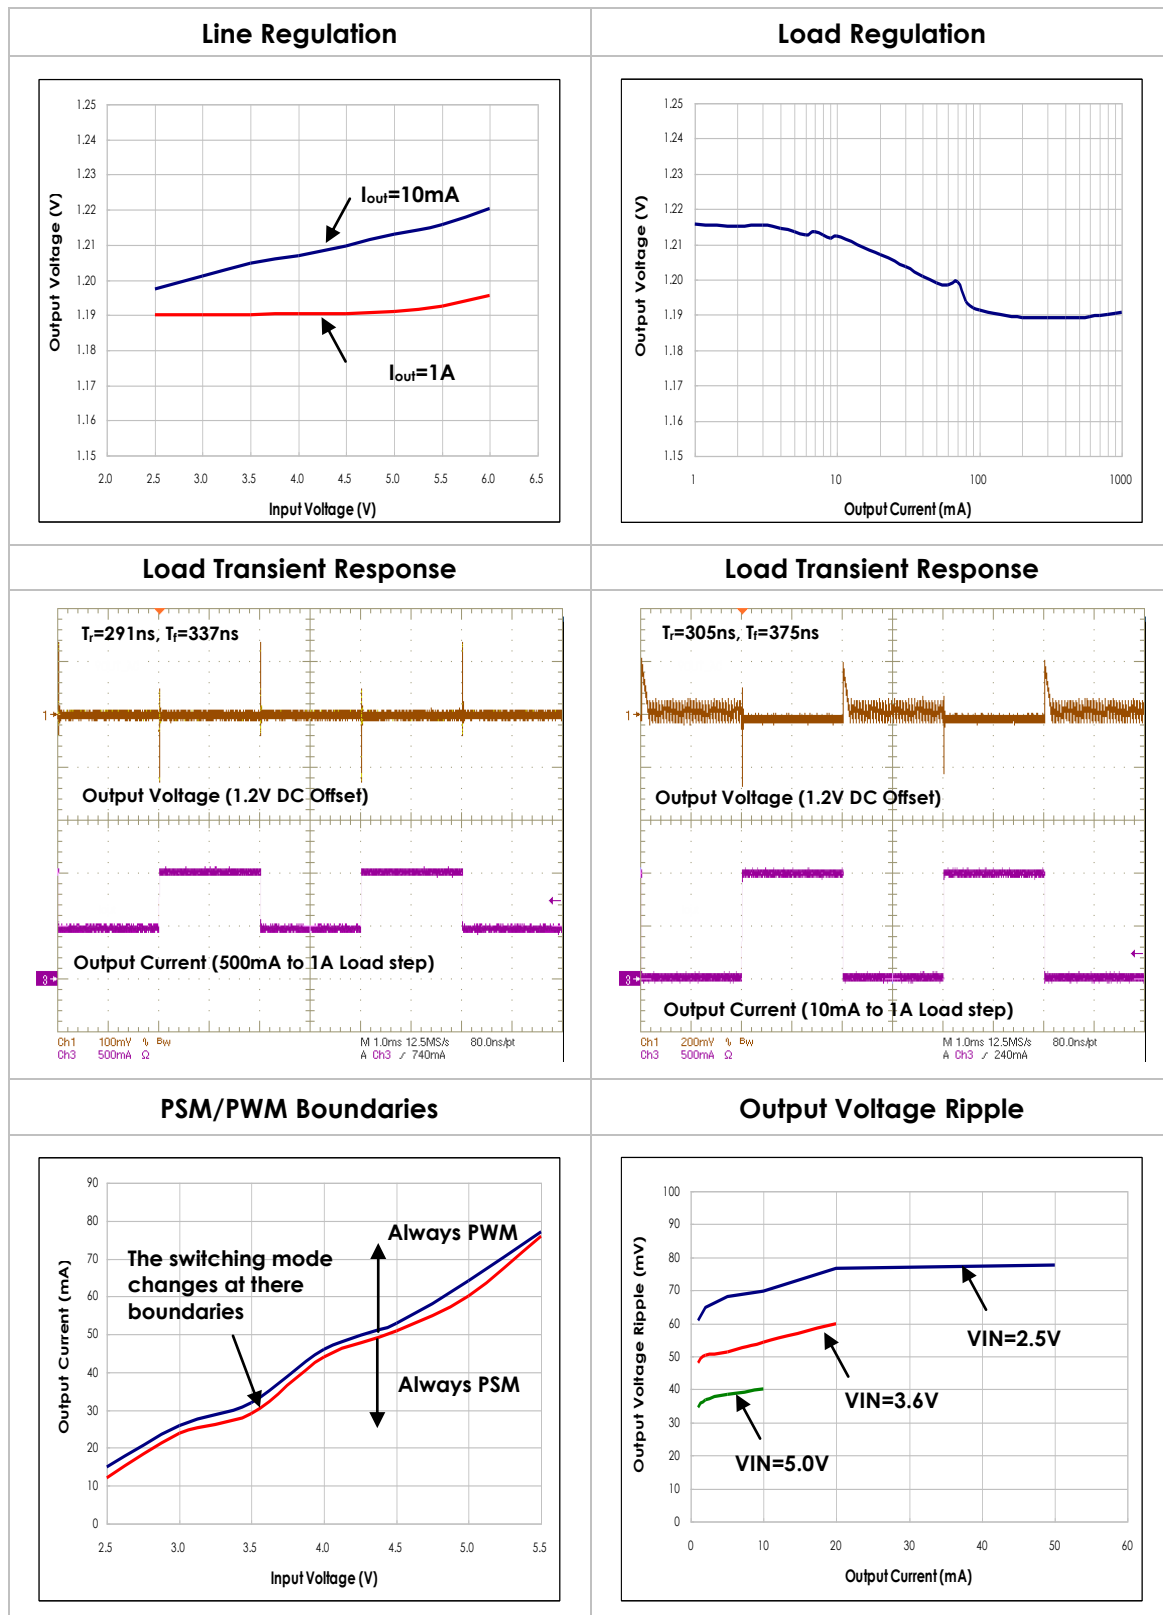 Line Regulation
Load Regulation
1.25
1.24
1.23
1.22
1.21
1.20
1.19
1.18
1.17
1.16
1.15
2.0 2.5 3.0 3.5 4.0 4.5 5.0 5.5 6.0 6.5
Output Voltage (V)
Input Voltage (V)
Iout=10mA
Iout=1A
1.25
1.24
1.23
1.22
1.21
1.20
1.19
1.18
1.17
1.16
1.15
1 10 100 1000
Output Voltage (V)
Output Current (mA)
Load Transient Response
Load Transient Response
Tr=291ns, Tf=337ns
1
Output Voltage (1.2V DC Offset)
Output Current (500mA to 1A Load step)
3
Ch1 100mV BW M 1.0ms 12.5MS/s 80.0ns/pt
Ch3 500mA Ω A Ch3 740mA
Tr=305ns, Tf=375ns
1
Output Voltage (1.2V DC Offset)
3
Output Current (10mA to 1A Load step)
Ch1 200mV BW M 1.0ms 12.5MS/s 80.0ns/pt
Ch3 500mA Ω A Ch3 240mA
PSM/PWM Boundaries
Output Voltage Ripple
90
80
70
60
50
40
30
20
10
0
2.5 3.0 3.5 4.0 4.5 5.0 5.5
Output Current (mA)
Input Voltage (V)
The switching mode
changes at there
boundaries
Always PWM
Always PSM
100
90
80
70
60
50
40
30
20
10
0
0 10 20 30 40 50 60
Output Voltage Ripple (mV)
Output Current (mA)
VIN=2.5V
VIN=3.6V
VIN=5.0V